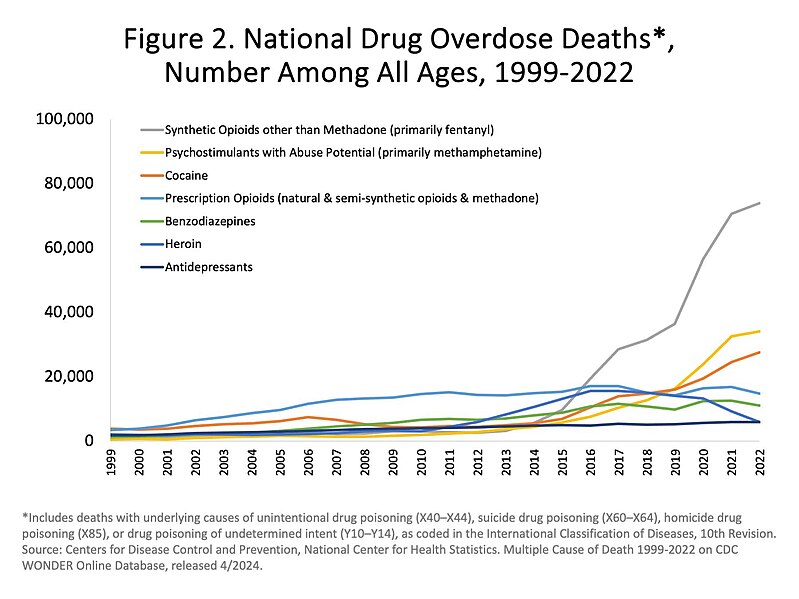 Figure 2. National Drug Overdose Deaths*,
Number Among All Ages, 1999-2022
100,000
80,000
60,000
40,000
20,000
0
Synthetic Opioids other than Methadone (primarily fentanyl)
Psychostimulants with Abuse Potential (primarily methamphetamine)
Cocaine
Prescription Opioids (natural & semi-synthetic opioids & methadone)
Benzodiazepines
Heroin
Antidepressants
1999
2000
2001
2002
2003
2004
2005
2006
2007
2008
2009
2010
2011
2012
2013
2014
2015
2016
2017
2018
2019
2020
2021
2022
*Includes deaths with underlying causes of unintentional drug poisoning (X40–X44), suicide drug poisoning (X60–X64), homicide drug
poisoning (X85), or drug poisoning of undetermined intent (Y10–Y14), as coded in the International Classification of Diseases, 10th Revision.
Source: Centers for Disease Control and Prevention, National Center for Health Statistics. Multiple Cause of Death 1999-2022 on CDC
WONDER Online Database, released 4/2024.